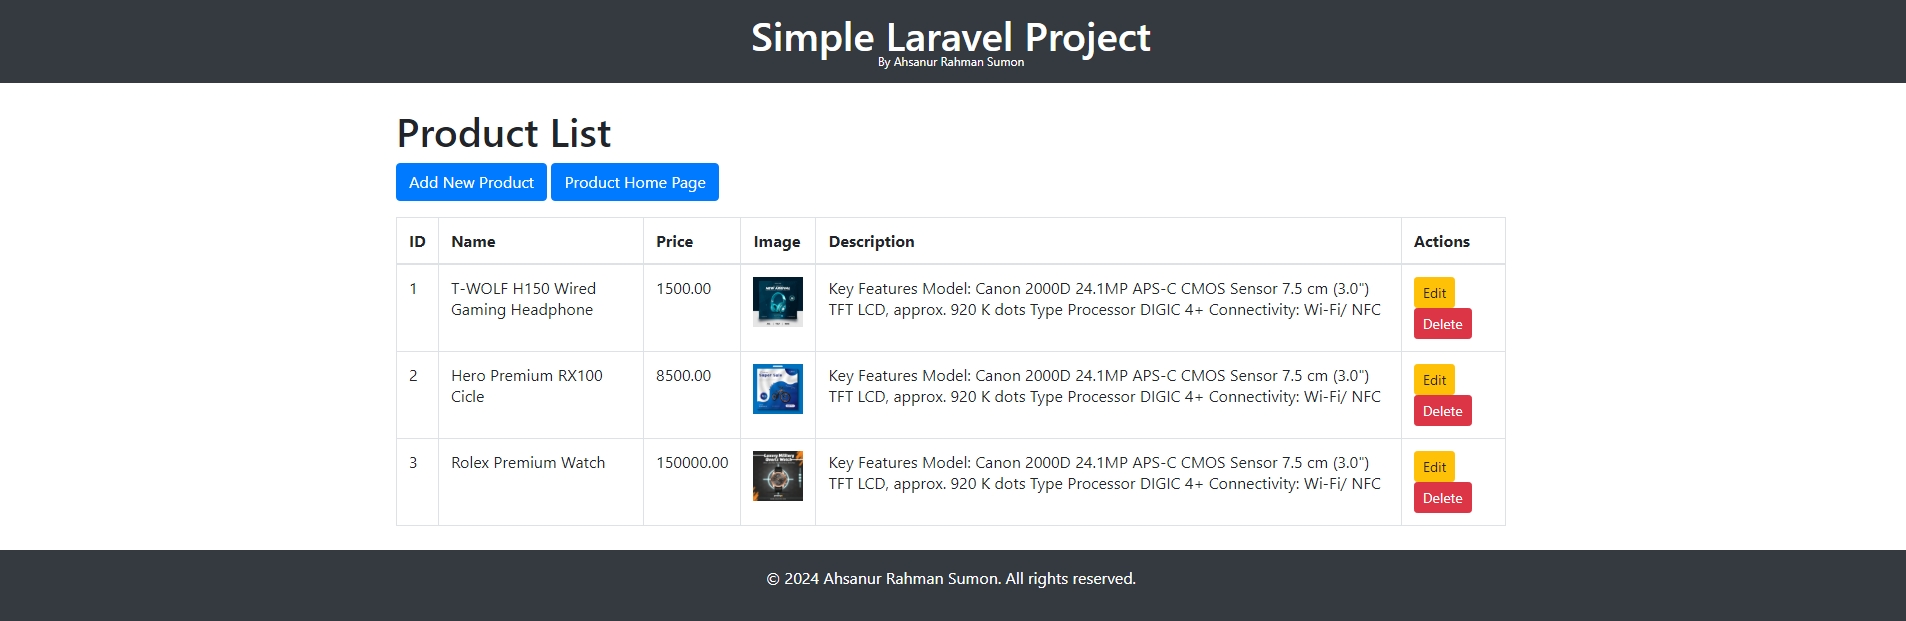 Simple Laravel Project
By Ahsanur Rahman Sumon
Product List
Add New Product Product Home Page
ID Name Price Image Description Actions
1 T-WOLF H150 Wired 1500.00 NEW ARRIVAL Key Features Model: Canon 2000D 24.1MP APS-C CMOS Sensor 7.5 cm (3.0") Edit
Gaming Headphone TFT LCD, approx. 920 K dots Type Processor DIGIC 4+ Connectivity: Wi-Fi/ NFC
Delete
2 Hero Premium RX100 8500.00 Super Sale Key Features Model: Canon 2000D 24.1MP APS-C CMOS Sensor 7.5 cm (3.0") Edit
Cicle TFT LCD, approx. 920 K dots Type Processor DIGIC 4+ Connectivity: Wi-Fi/ NFC
Delete
3 Rolex Premium Watch 150000.00 Luxury Military Key Features Model: Canon 2000D 24.1MP APS-C CMOS Sensor 7.5 cm (3.0") Edit
TFT LCD, approx. 920 K dots Type Processor DIGIC 4+ Connectivity: Wi-Fi/ NFC
Delete
© 2024 Ahsanur Rahman Sumon. All rights reserved.